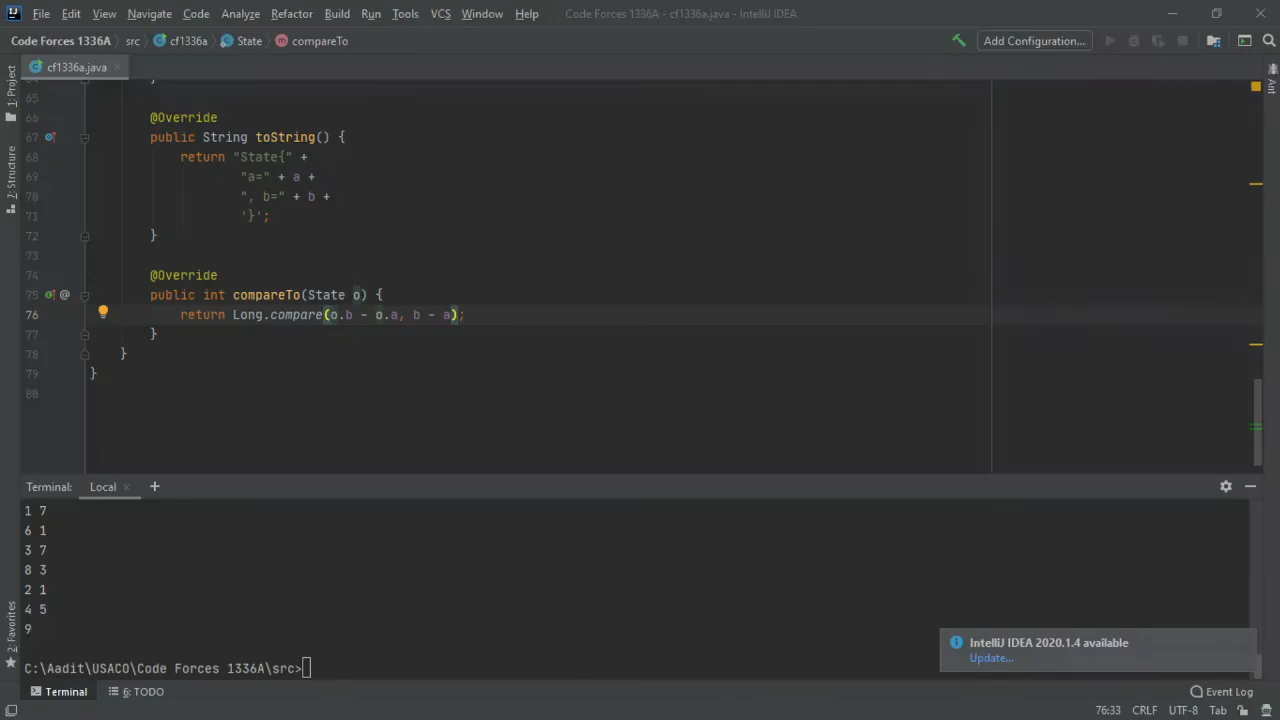 File Edit View Navigate Code Analyze Refactor Build Run Tools VCS Window Help Code Forces 1336A - cf1336a.java - IntelliJ IDEA
Code Forces 1336A src cf1336a State compareTo Add Configuration...
cf1336a.java
1: Project
Ant
65
66 @Override
67 public String toString() {
68 return "State{" +
69 "a=" + a +
70 ", b=" + b +
71 '}';
72 }
73
74 @Override
75 @ public int compareTo(State o) {
76 return Long.compare(o.b - o.a, b - a);
77 }
78 }
79 }
80
7: Structure
2: Favorites
Terminal: Local +
1 7
6 1
3 7
8 3
2 1
4 5
9
C:\Aadit\USACO\Code Forces 1336A\src>
IntelliJ IDEA 2020.1.4 available
Update...
Terminal 6: TODO Event Log
76:33 CRLF UTF-8 Tab